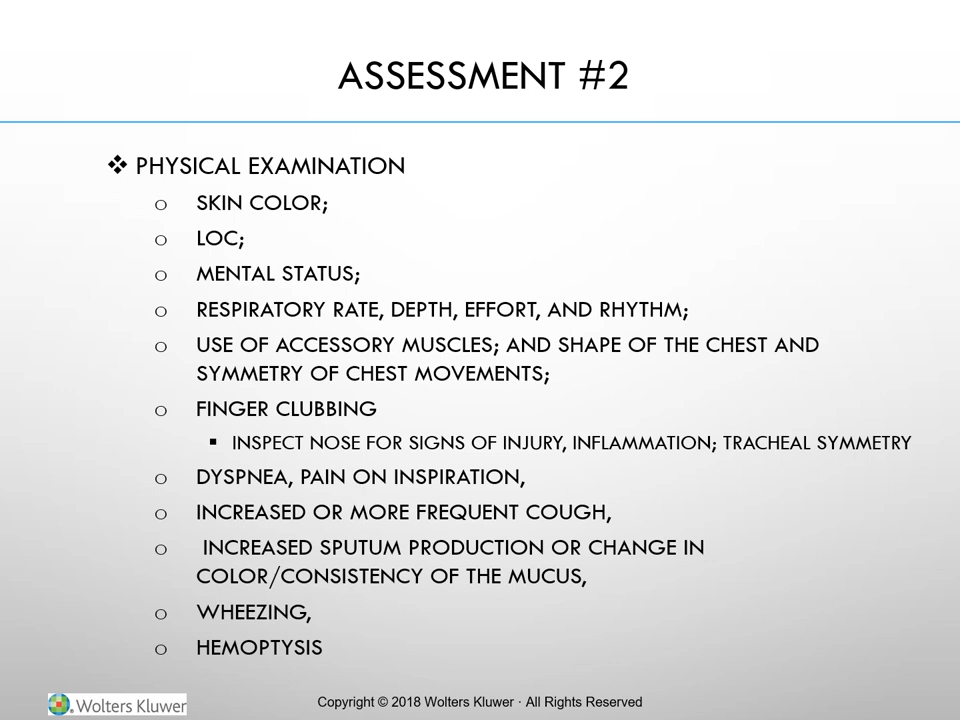 ASSESSMENT #2
❖ PHYSICAL EXAMINATION
o SKIN COLOR;
o LOC;
o MENTAL STATUS;
o RESPIRATORY RATE, DEPTH, EFFORT, AND RHYTHM;
o USE OF ACCESSORY MUSCLES; AND SHAPE OF THE CHEST AND
SYMMETRY OF CHEST MOVEMENTS;
o FINGER CLUBBING
▪ INSPECT NOSE FOR SIGNS OF INJURY, INFLAMMATION; TRACHEAL SYMMETRY
o DYSPNEA, PAIN ON INSPIRATION,
o INCREASED OR MORE FREQUENT COUGH,
o INCREASED SPUTUM PRODUCTION OR CHANGE IN
COLOR/CONSISTENCY OF THE MUCUS,
o WHEEZING,
o HEMOPTYSIS
Wolters Kluwer
Copyright © 2018 Wolters Kluwer · All Rights Reserved